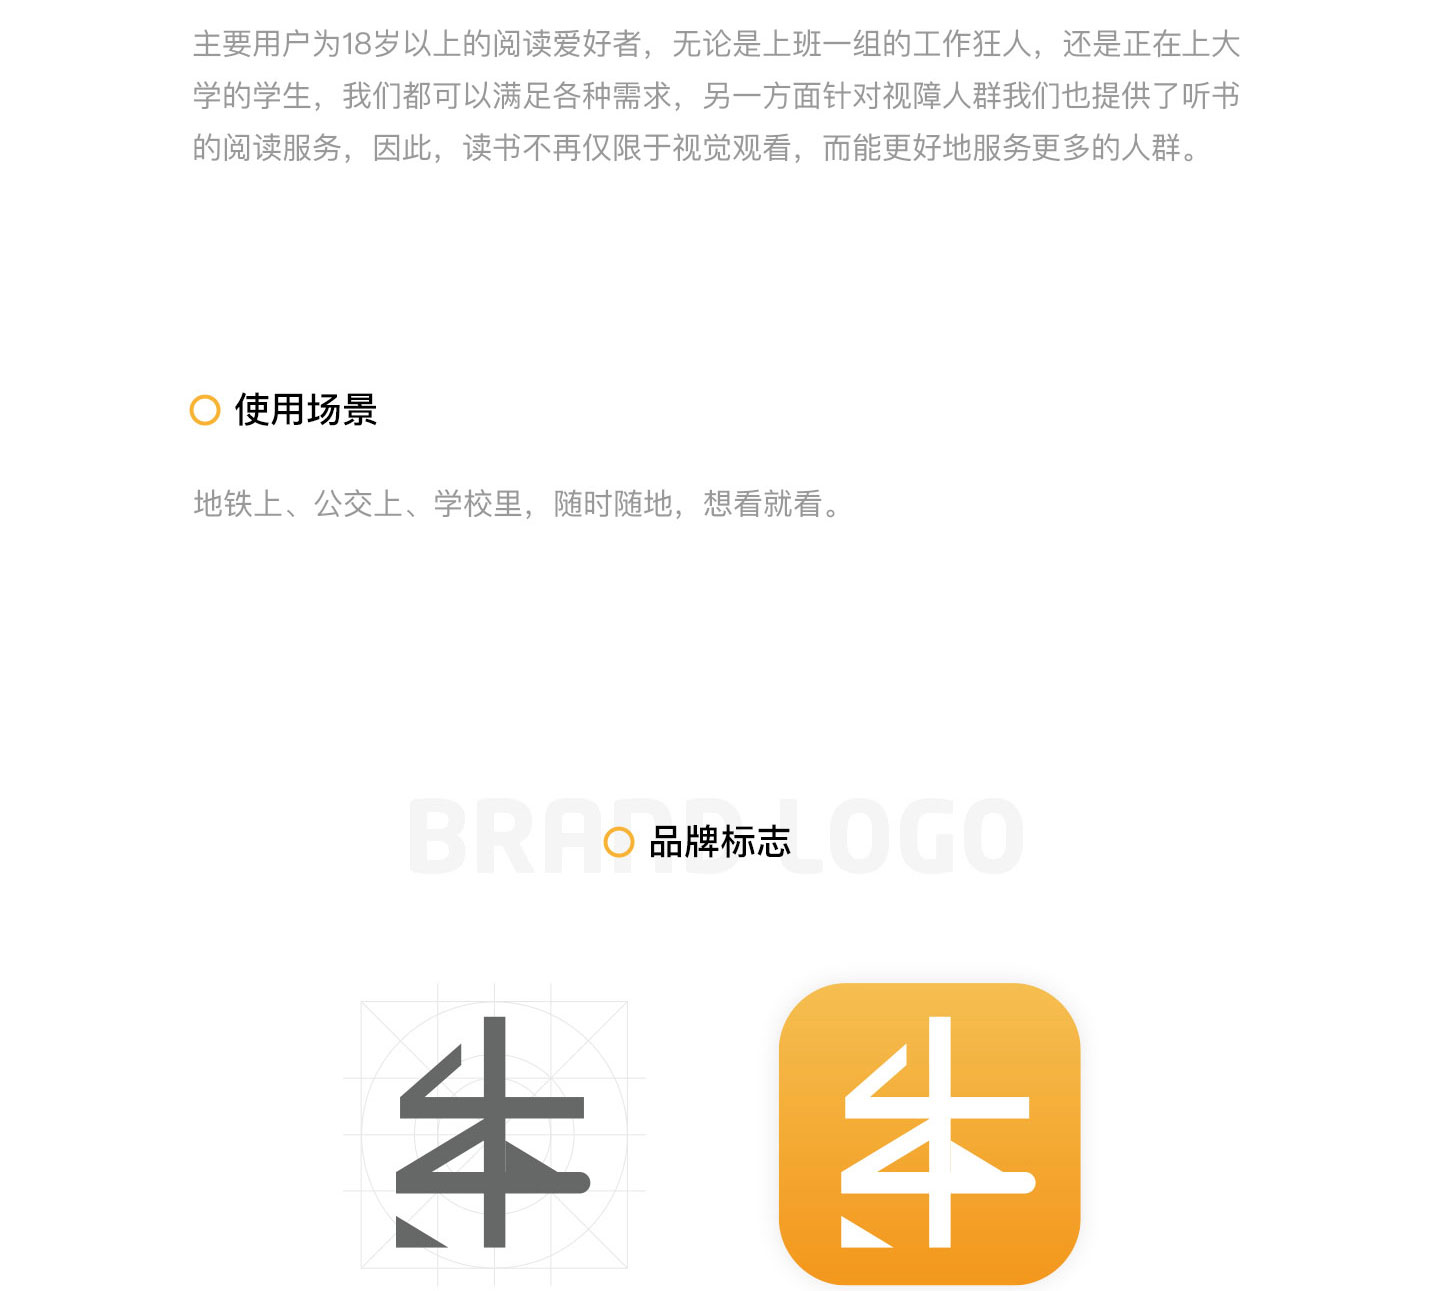 主要用户为18岁以上的阅读爱好者，无论是上班一组的工作狂人，还是正在上大
学的学生，我们都可以满足各种需求，另一方面针对视障人群我们也提供了听书
的阅读服务，因此，读书不再仅限于视觉观看，而能更好地服务更多的人群。
使用场景
地铁上、公交上、学校里，随时随地，想看就看。
BRAND LOGO
品牌标志